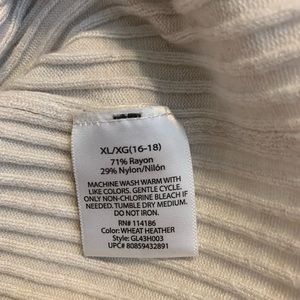 XL/XG(16-18)
71% Rayon
29% Nylon/Nilón
MACHINE WASH WARM WITH
LIKE COLORS. GENTLE CYCLE.
ONLY NON-CHLORINE BLEACH IF
NEEDED. TUMBLE DRY MEDIUM.
DO NOT IRON.
RN# 114186
Color: WHEAT HEATHER
Style: GL43H003
UPC# 80859432891